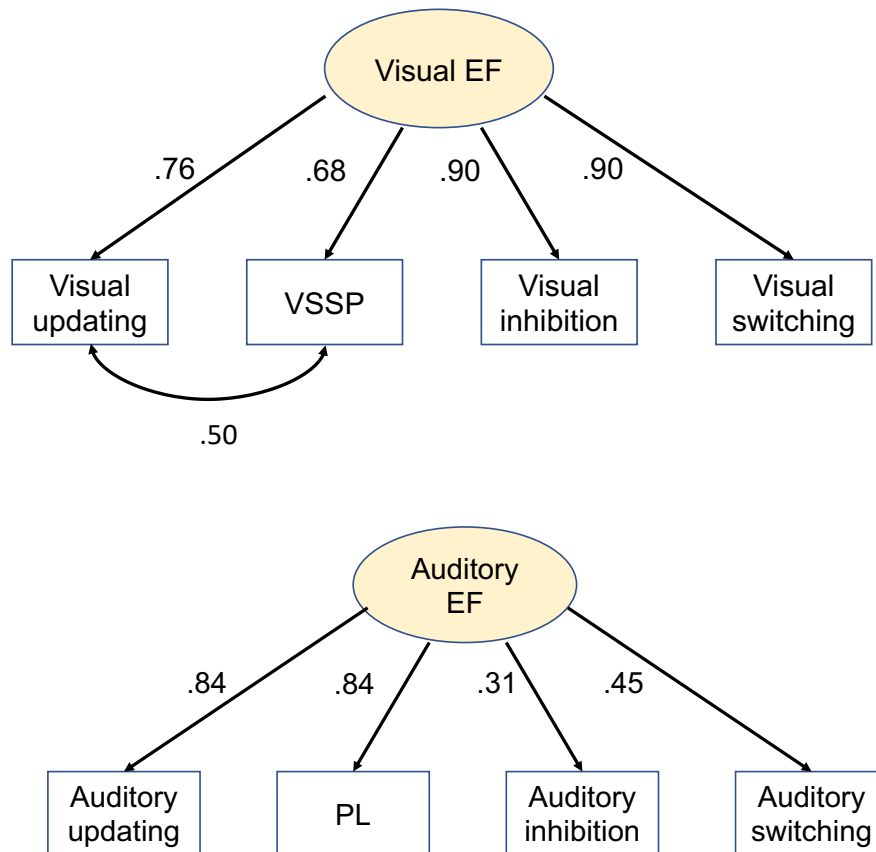 Visual EF
.76
.68
.90
.90
Visual
updating
VSSP
Visual
inhibition
Visual
switching
.50
Auditory
EF
.84
.84
.31
.45
Auditory
updating
PL
Auditory
inhibition
Auditory
switching